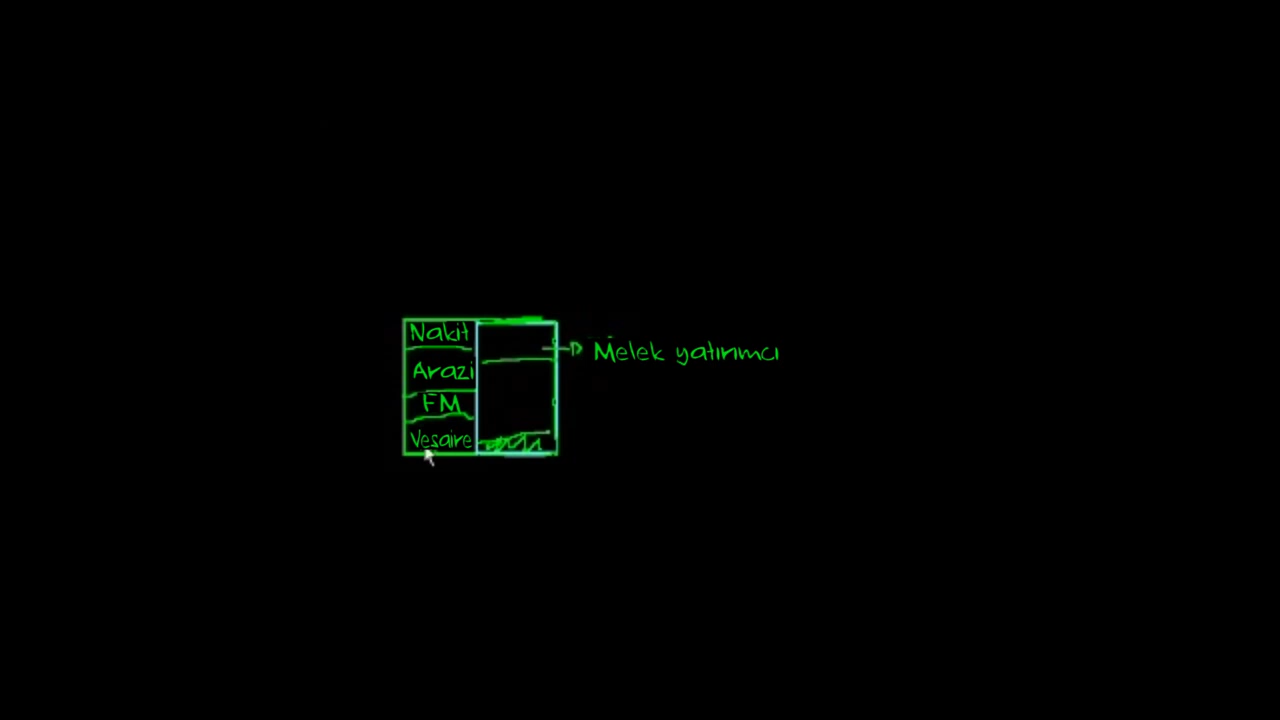 Nakit
Arazi
FM
Vesaire
Melek yatırımcı